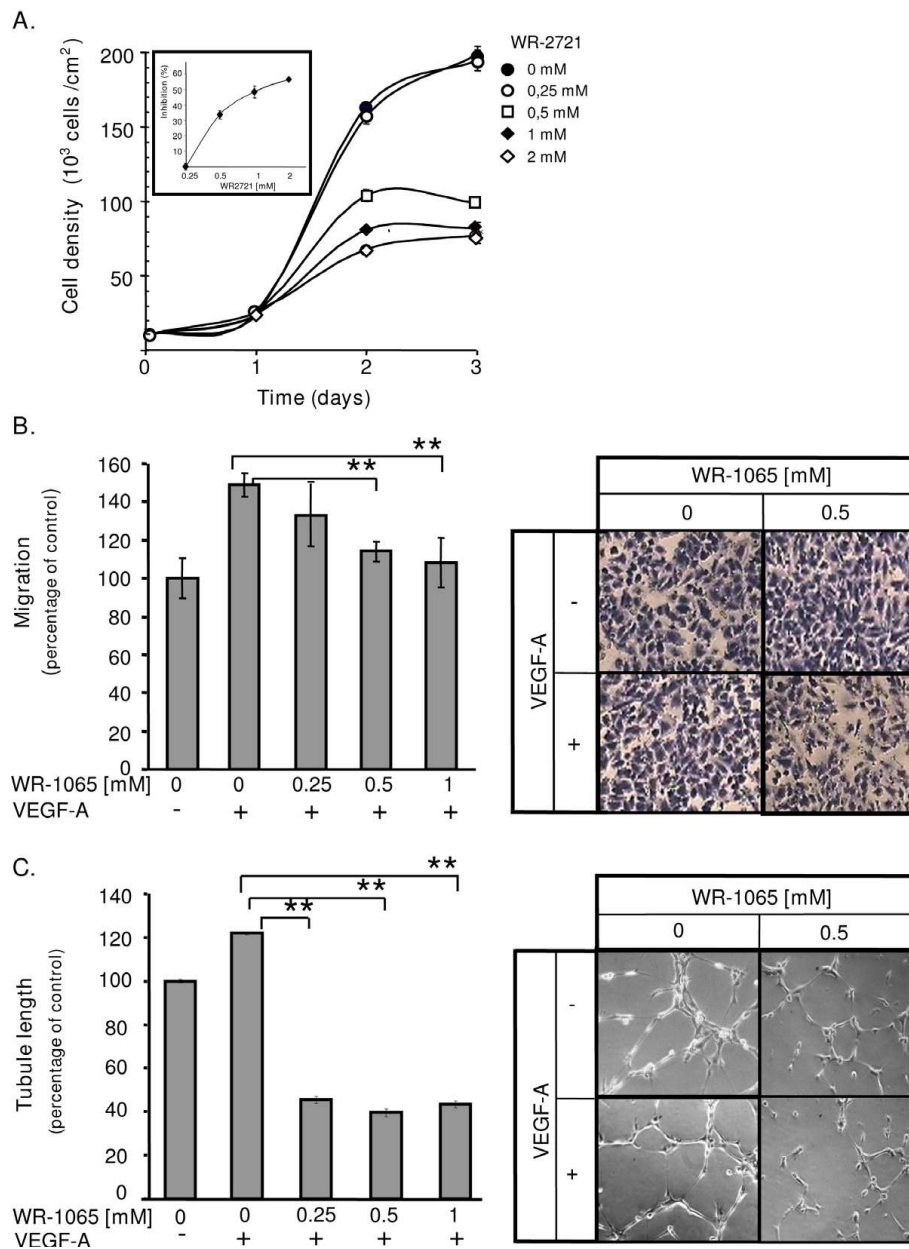 A.
WR-2721
0 mM
0,25 mM
0,5 mM
1 mM
2 mM
Cell density (10³ cells /cm²)
200
150
100
50
0 1 2 3
Time (days)
Inhibition (%)
60
50
40
30
20
10
0.25 0.5 1 2
WR2721 [mM]
B.
Migration
(percentage of control)
160
140
120
100
80
60
40
20
0
** **
WR-1065 [mM] 0 0 0.25 0.5 1
VEGF-A - + + + +
WR-1065 [mM]
0 0.5
VEGF-A
-
+
C.
Tubule length
(percentage of control)
140
120
100
80
60
40
20
0
** ** **
WR-1065 [mM] 0 0 0.25 0.5 1
VEGF-A - + + + +
WR-1065 [mM]
0 0.5
VEGF-A
-
+